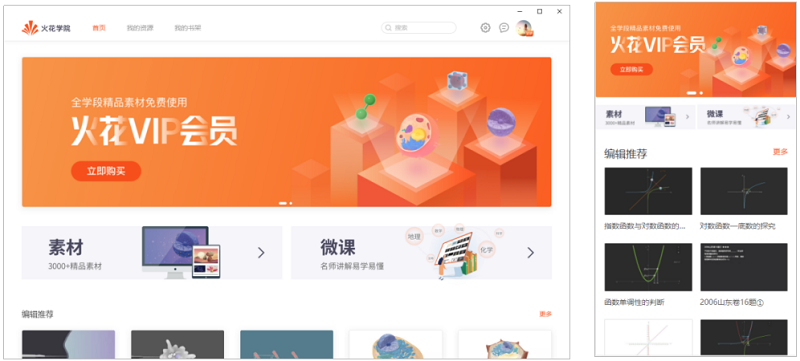 火花学院
首页
我的资源
我的书架
搜索
全学段精品素材免费使用
火花VIP会员
立即购买
素材
3000+精品素材
微课
名师讲解易学易懂
地理
化学
编辑推荐
更多
全学段精品素材免费使用
火花VIP会员
立即购买
素材
3000+精品素材
微课
名师讲解易学易懂
编辑推荐
更多
指数函数与对数函数的...
对数函数—底数的探究
函数单调性的判断
2006山东卷16题①